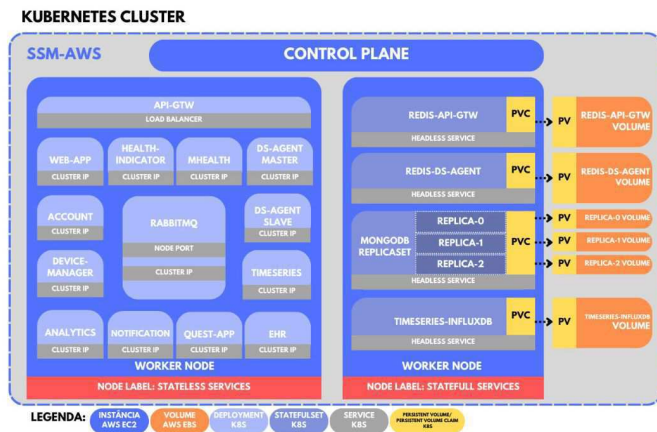 KUBERNETES CLUSTER
SSM-AWS
CONTROL PLANE
API-GTW
LOAD BALANCER
WEB-APP
CLUSTER IP
HEALTH-
INDICATOR
CLUSTER IP
MHEALTH
CLUSTER IP
DS-AGENT
MASTER
CLUSTER IP
ACCOUNT
CLUSTER IP
RABBITMQ
NODE PORT
CLUSTER IP
DS-AGENT
SLAVE
CLUSTER IP
DEVICE-
MANAGER
CLUSTER IP
TIMESERIES
CLUSTER IP
ANALYTICS
CLUSTER IP
NOTIFICATION
CLUSTER IP
QUEST-APP
CLUSTER IP
EHR
CLUSTER IP
WORKER NODE
NODE LABEL: STATELESS SERVICES
REDIS-API-GTW
PVC
HEADLESS SERVICE
PV
REDIS-API-GTW
VOLUME
REDIS-DS-AGENT
PVC
HEADLESS SERVICE
PV
REDIS-DS-AGENT
VOLUME
MONGODB
REPLICASET
REPLICA-0
REPLICA-1
REPLICA-2
PVC
HEADLESS SERVICE
PV
REPLICA-0 VOLUME
PV
REPLICA-1 VOLUME
PV
REPLICA-2 VOLUME
TIMESERIES-INFLUXDB
PVC
HEADLESS SERVICE
PV
TIMESERIES-INFLUXDB
VOLUME
WORKER NODE
NODE LABEL: STATEFULL SERVICES
LEGENDA:
INSTÂNCIA
AWS EC2
VOLUME
AWS EBS
DEPLOYMENT
K8S
STATEFULSET
K8S
SERVICE
K8S
PERSISTENT VOLUME/
PERSISTENT VOLUME CLAIM
K8S